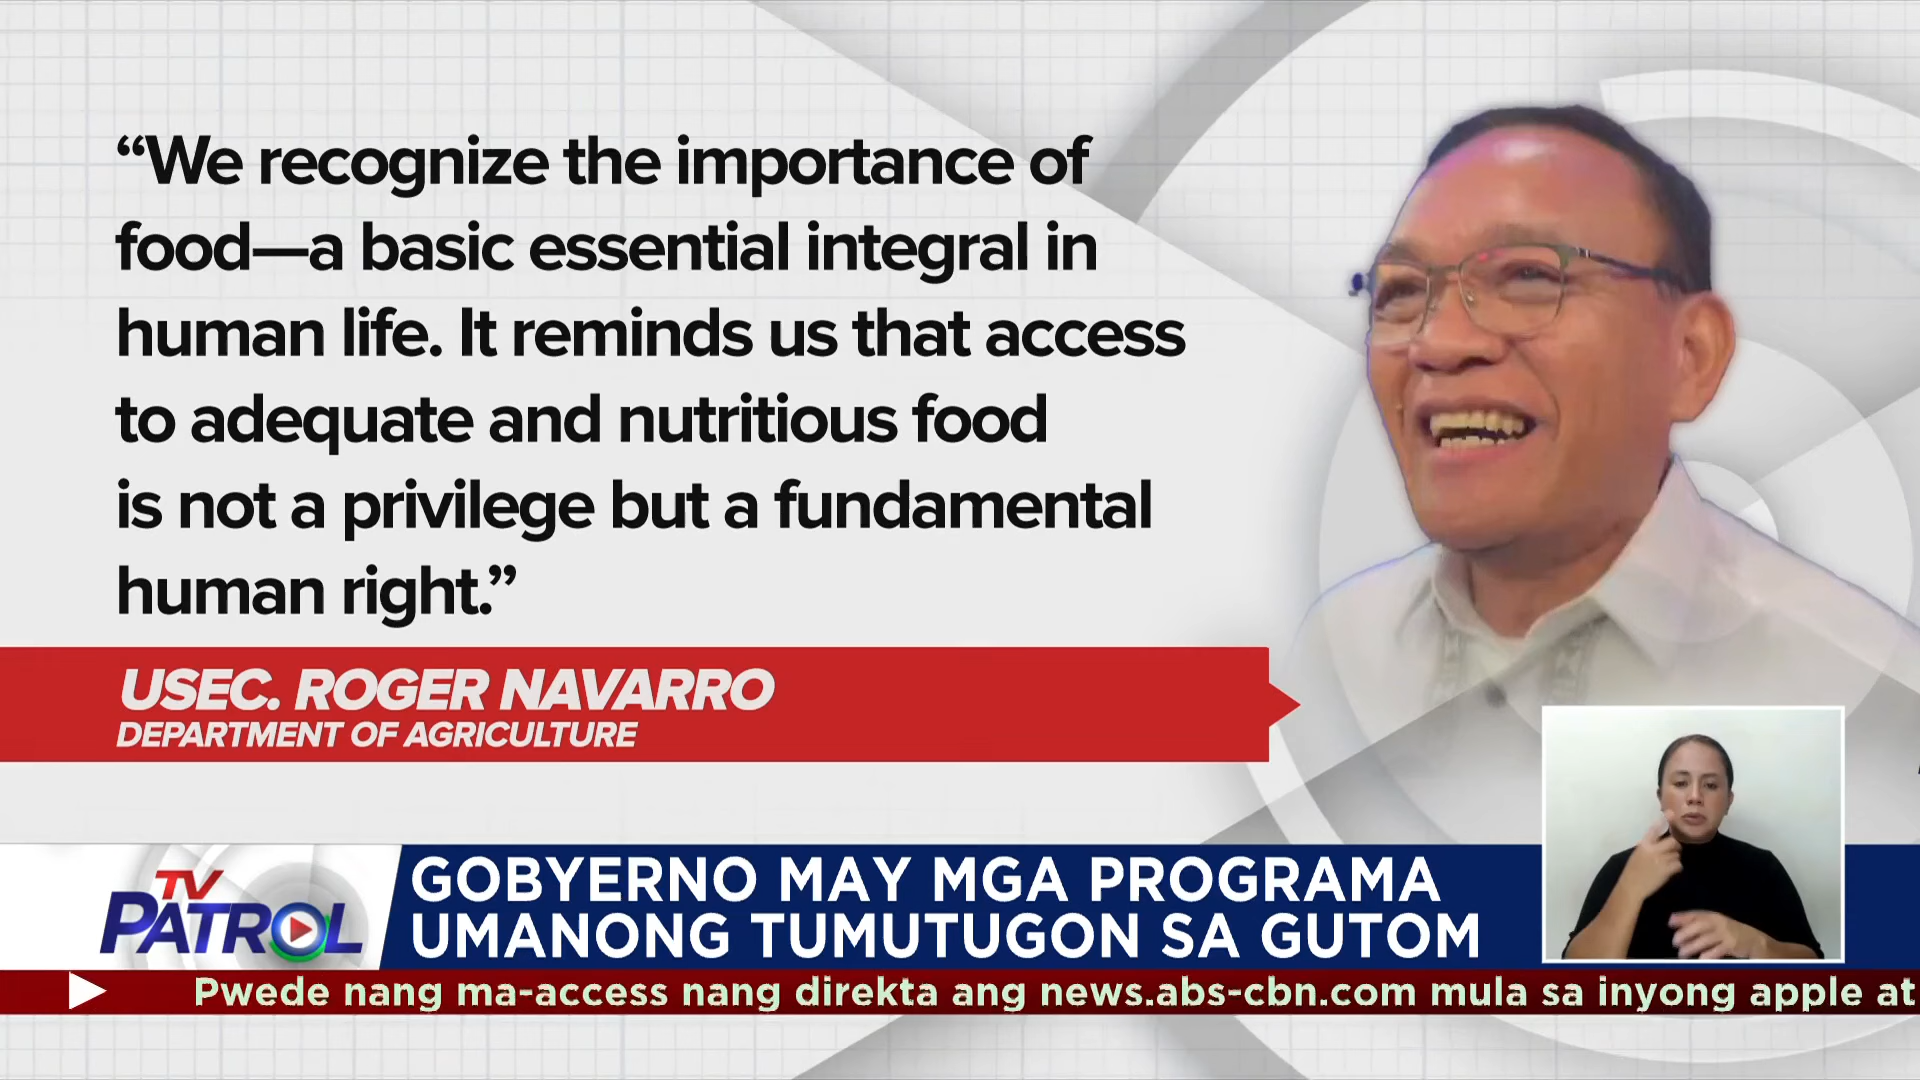 “We recognize the importance of
food—a basic essential integral in
human life. It reminds us that access
to adequate and nutritious food
is not a privilege but a fundamental
human right.”
USEC. ROGER NAVARRO
DEPARTMENT OF AGRICULTURE
TV
PATROL
GOBYERNO MAY MGA PROGRAMA
UMANONG TUMUTUGON SA GUTOM
Pwede nang ma-access nang direkta ang news.abs-cbn.com mula sa inyong apple at